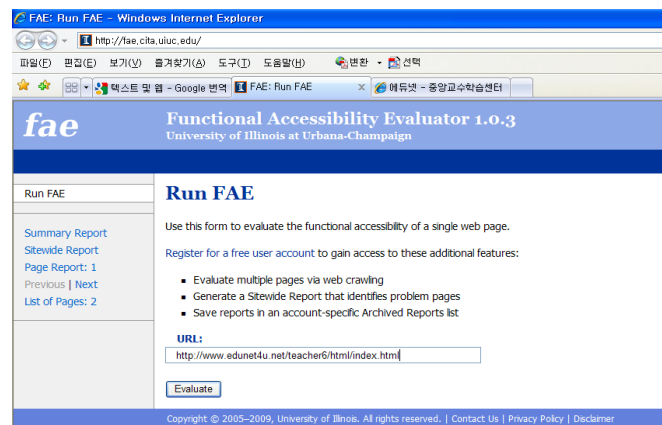 FAE: Run FAE - Windows Internet Explorer
http://fae,cita,uiuc,edu/
파일(F) 편집(E) 보기(V) 즐겨찾기(A) 도구(T) 도움말(H) 변환 선택
텍스트 및 웹 - Google 번역 FAE: Run FAE x 에듀넷 - 중앙교수학습센터
fae
Functional Accessibility Evaluator 1.0.3
University of Illinois at Urbana-Champaign
Run FAE
Summary Report
Sitewide Report
Page Report: 1
Previous | Next
List of Pages: 2
Run FAE
Use this form to evaluate the functional accessibility of a single web page.
Register for a free user account to gain access to these additional features:
Evaluate multiple pages via web crawling
Generate a Sitewide Report that identifies problem pages
Save reports in an account-specific Archived Reports list
URL:
http://www.edunet4u.net/teacher6/html/index.html
Evaluate
Copyright © 2005–2009, University of Illinois. All rights reserved. | Contact Us | Privacy Policy | Disclaimer